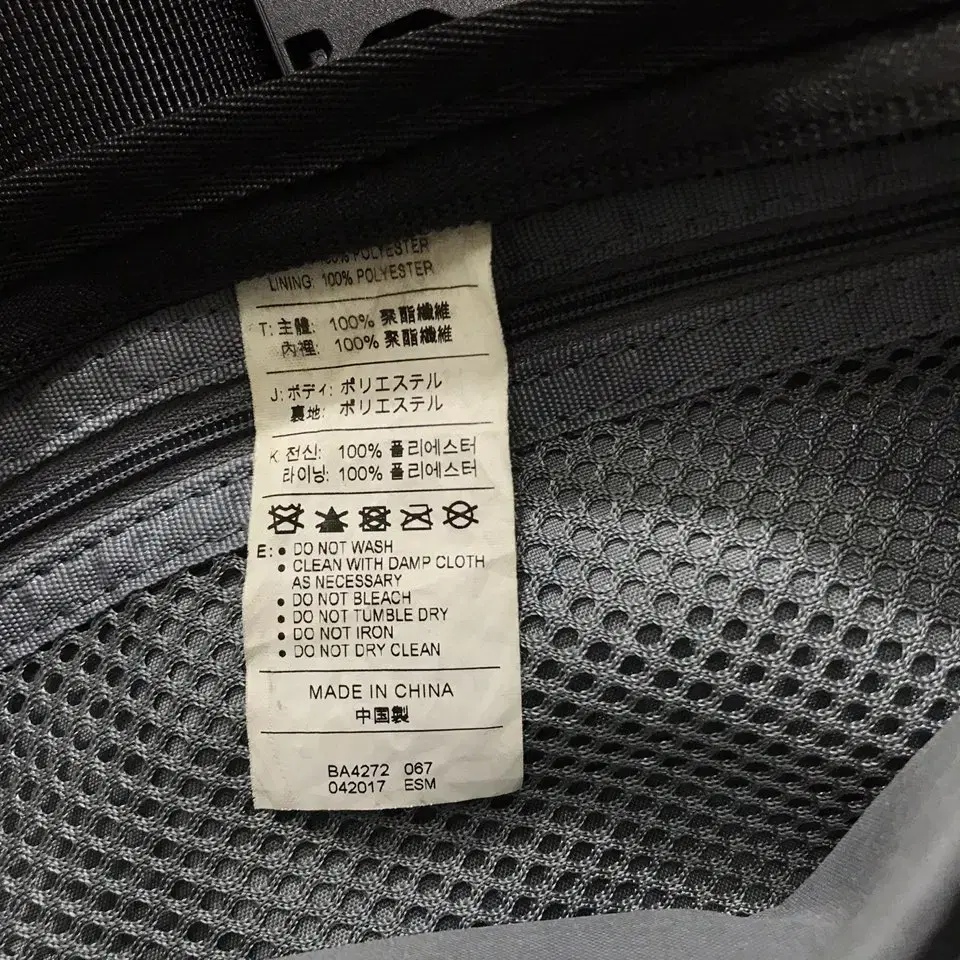 100% POLYESTER
LINING: 100% POLYESTER
T: 主體: 100% 聚酯纖維
內裡: 100% 聚酯纖維
J: ボディ: ポリエステル
裏地: ポリエステル
K 전신: 100% 폴리에스터
라이닝: 100% 폴리에스터
E: • DO NOT WASH
• CLEAN WITH DAMP CLOTH
AS NECESSARY
• DO NOT BLEACH
• DO NOT TUMBLE DRY
• DO NOT IRON
• DO NOT DRY CLEAN
MADE IN CHINA
中国製
BA4272 067
042017 ESM